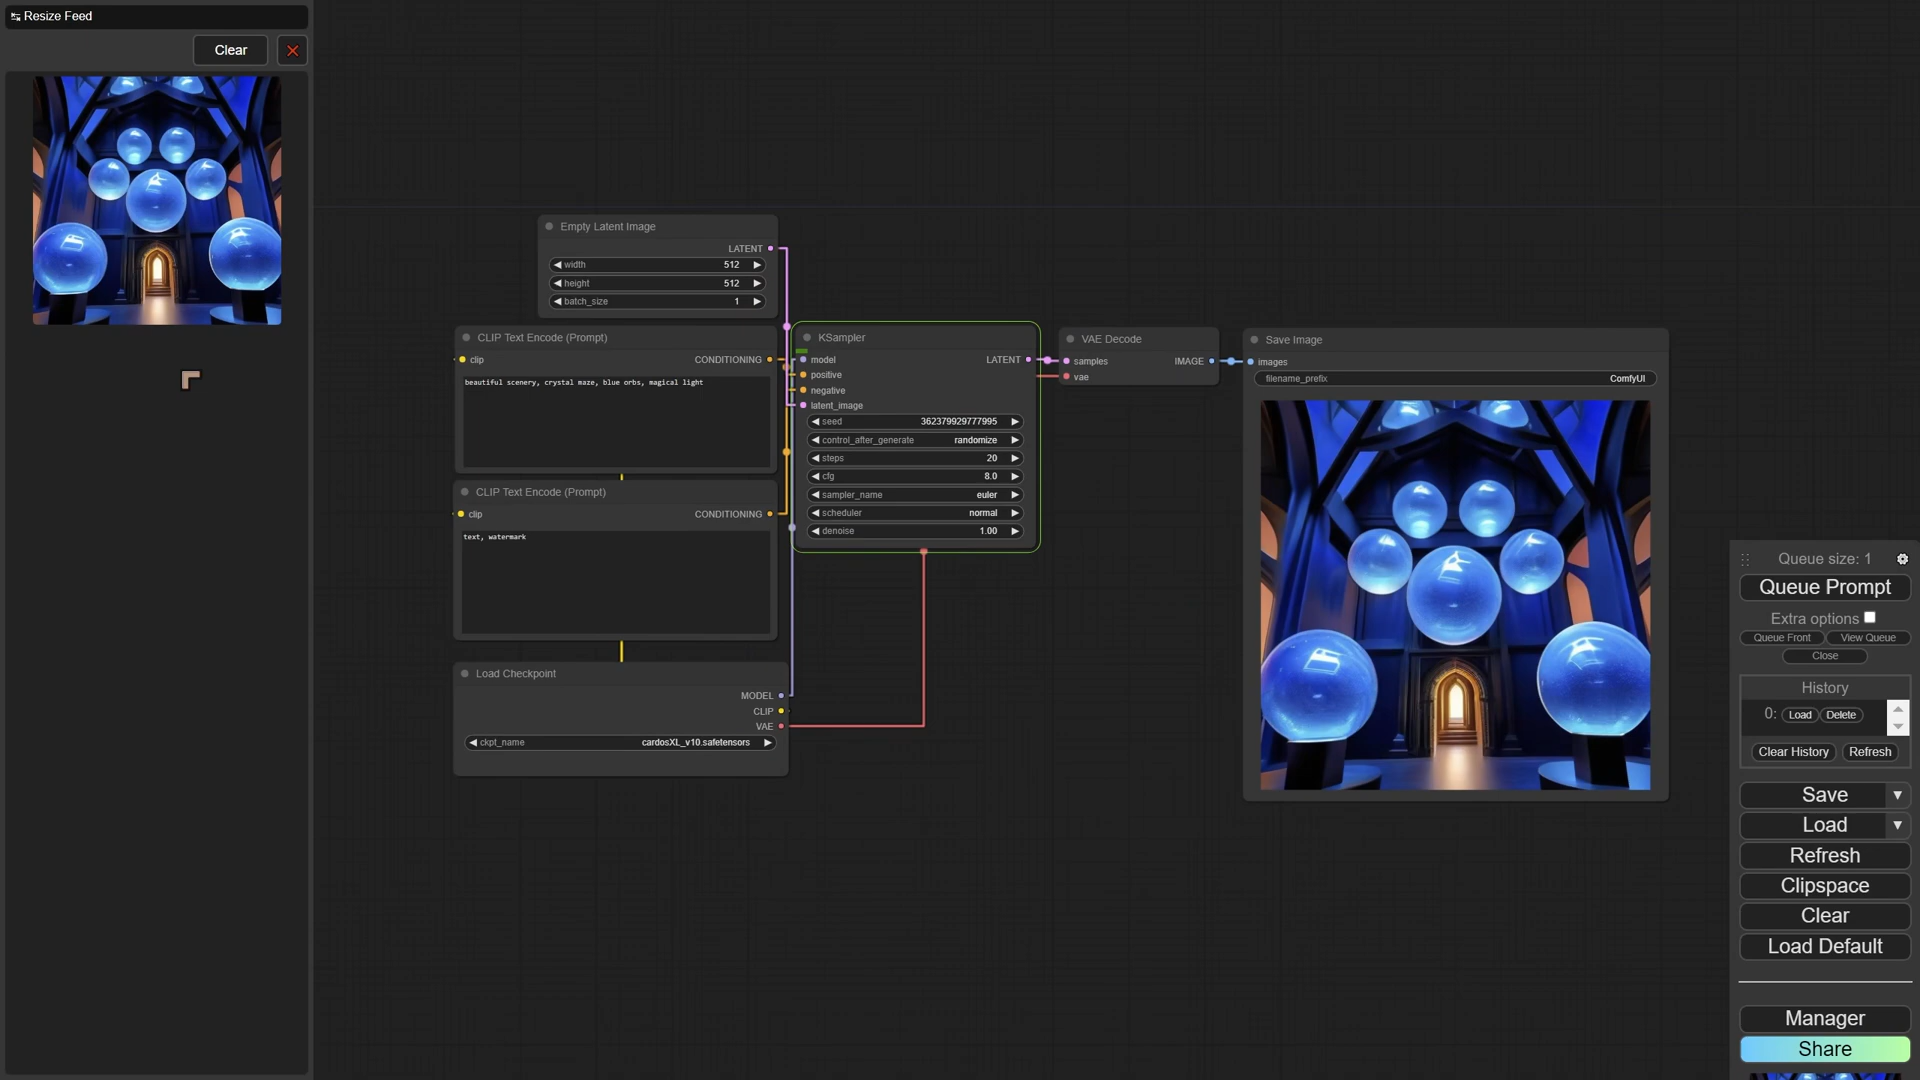 Resize Feed
Clear
Empty Latent Image
LATENT
width 512
height 512
batch_size 1
CLIP Text Encode (Prompt)
clip CONDITIONING
beautiful scenery, crystal maze, blue orbs, magical light
CLIP Text Encode (Prompt)
clip CONDITIONING
text, watermark
Load Checkpoint
MODEL
CLIP
VAE
ckpt_name cardosXL_v10.safetensors
KSampler
model LATENT
positive
negative
latent_image
seed 362379929777995
control_after_generate randomize
steps 20
cfg 8.0
sampler_name euler
scheduler normal
denoise 1.00
VAE Decode
samples IMAGE
vae
Save Image
images
filename_prefix ComfyUI
Queue size: 1
Queue Prompt
Extra options
Queue Front View Queue
Close
History
0: Load Delete
Clear History Refresh
Save
Load
Refresh
Clipspace
Clear
Load Default
Manager
Share